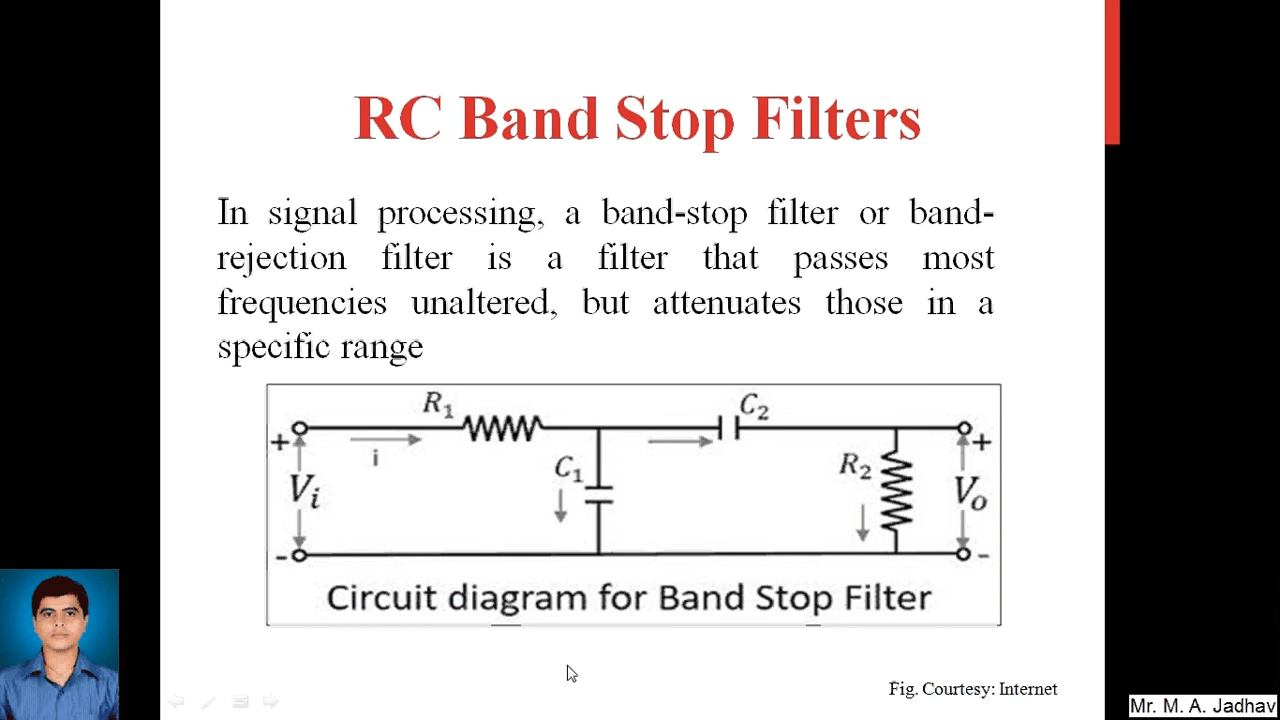 RC Band Stop Filters
In signal processing, a band-stop filter or band-
rejection filter is a filter that passes most
frequencies unaltered, but attenuates those in a
specific range
R1
C2
+
i
C1
R2
+
Vi
Vo
-
-
Circuit diagram for Band Stop Filter
Fig. Courtesy: Internet
Mr. M. A. Jadhav